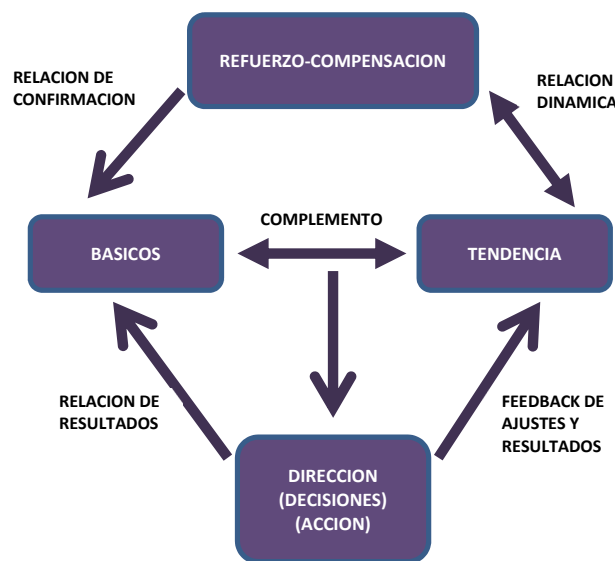 REFUERZO-COMPENSACION
RELACION DE
CONFIRMACION
RELACION
DINAMICA
COMPLEMENTO
BASICOS
TENDENCIA
RELACION DE
RESULTADOS
FEEDBACK DE
AJUSTES Y
RESULTADOS
DIRECCION
(DECISIONES)
(ACCION)